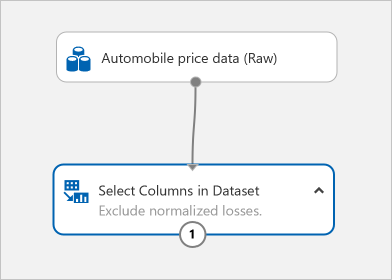 Automobile price data (Raw)
Select Columns in Dataset
Exclude normalized losses.
1